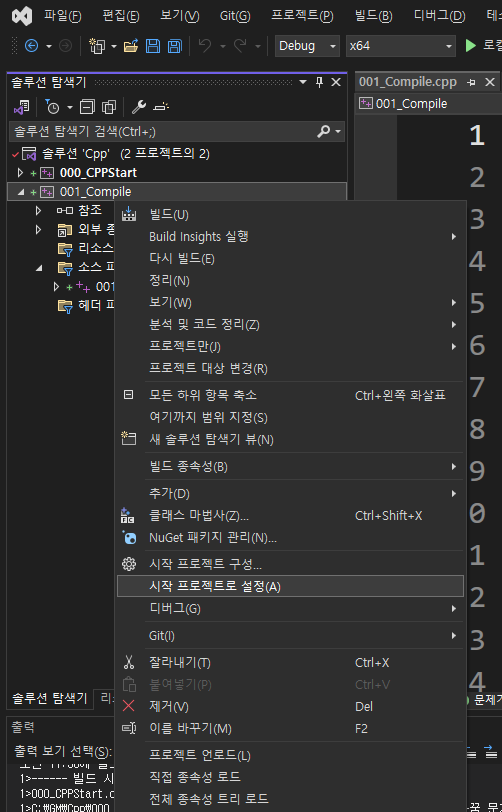 파일(F) 편집(E) 보기(V) Git(G) 프로젝트(P) 빌드(B) 디버그(D)
Debug x64 로컬
솔루션 탐색기
001_Compile.cpp
001_Compile
솔루션 탐색기 검색(Ctrl+;)
솔루션 'Cpp' (2 프로젝트의 2)
000_CPPStart
001_Compile
참조
외부 종
리소스
소스 파
001
헤더 파
1
2
3
4
5
6
7
8
9
0
1
2
3
4
빌드(U)
Build Insights 실행
다시 빌드(E)
정리(N)
보기(W)
분석 및 코드 정리(Z)
프로젝트만(J)
프로젝트 대상 변경(R)
모든 하위 항목 축소 Ctrl+왼쪽 화살표
여기까지 범위 지정(S)
새 솔루션 탐색기 뷰(N)
빌드 종속성(B)
추가(D)
클래스 마법사(Z)... Ctrl+Shift+X
NuGet 패키지 관리(N)...
시작 프로젝트 구성...
시작 프로젝트로 설정(A)
디버그(G)
Git(I)
잘라내기(T) Ctrl+X
붙여넣기(P) Ctrl+V
제거(V) Del
이름 바꾸기(M) F2
프로젝트 언로드(L)
직접 종속성 로드
전체 종속성 트리 로드
솔루션 탐색기 리
문제가
출력
출력 보기 선택(S):
1>------ 빌드 시
1>000_CPPStart.c
1>C:\GM\Cpp\000